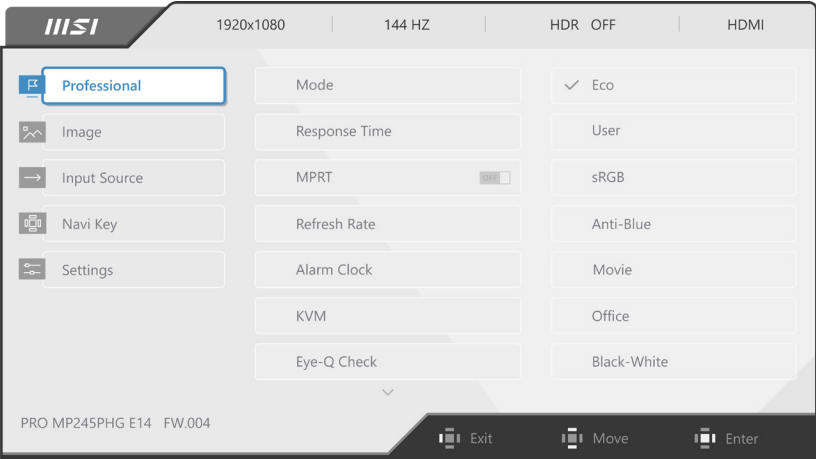 msi 1920x1080 144 HZ HDR OFF HDMI
Professional Mode ✓ Eco
Image Response Time User
Input Source MPRT OFF sRGB
Navi Key Refresh Rate Anti-Blue
Settings Alarm Clock Movie
KVM Office
Eye-Q Check Black-White
PRO MP245PHG E14 FW.004
Exit Move Enter